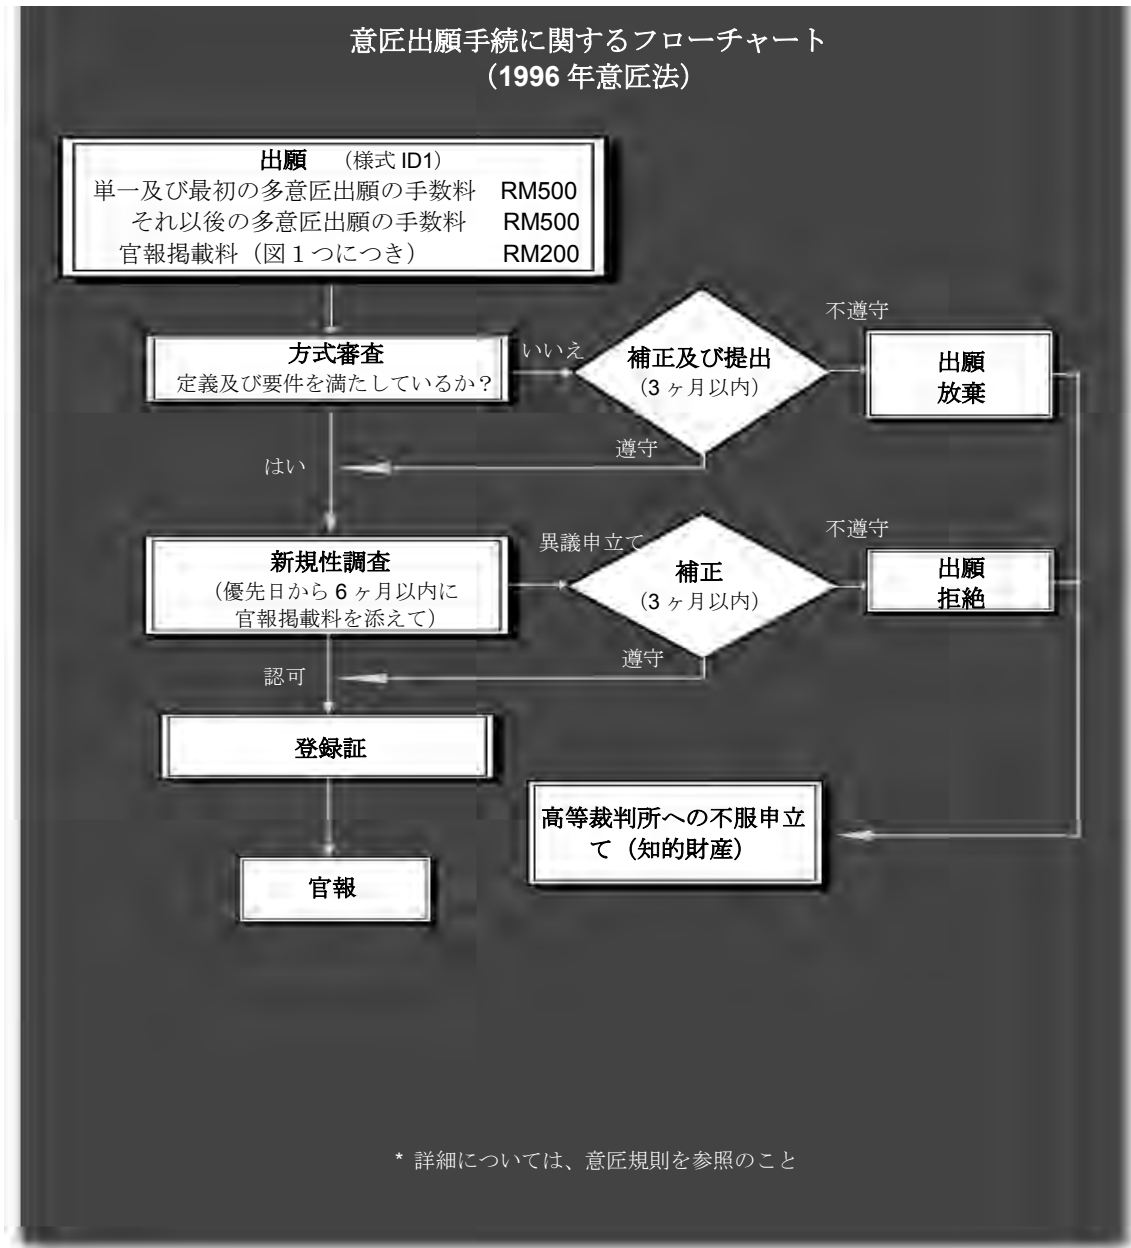 意匠出願手続に関するフローチャート
（1996 年意匠法）
出願　（様式 ID1）
単一及び最初の多意匠出願の手数料　RM500
それ以後の多意匠出願の手数料　RM500
官報掲載料（図１つにつき）　RM200
方式審査
定義及び要件を満たしているか？
いいえ
補正及び提出
（3 ヶ月以内）
不遵守
出願
放棄
遵守
はい
新規性調査
（優先日から 6 ヶ月以内に
官報掲載料を添えて）
異議申立て
補正
（3 ヶ月以内）
不遵守
出願
拒絶
遵守
認可
登録証
高等裁判所への不服申立
て（知的財産）
官報
* 詳細については、意匠規則を参照のこと